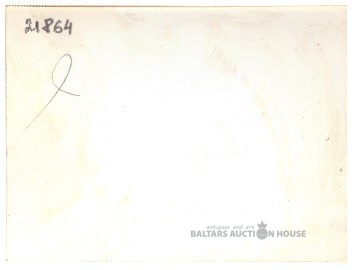 21864
antiques and art
BALTARS AUCTION HOUSE